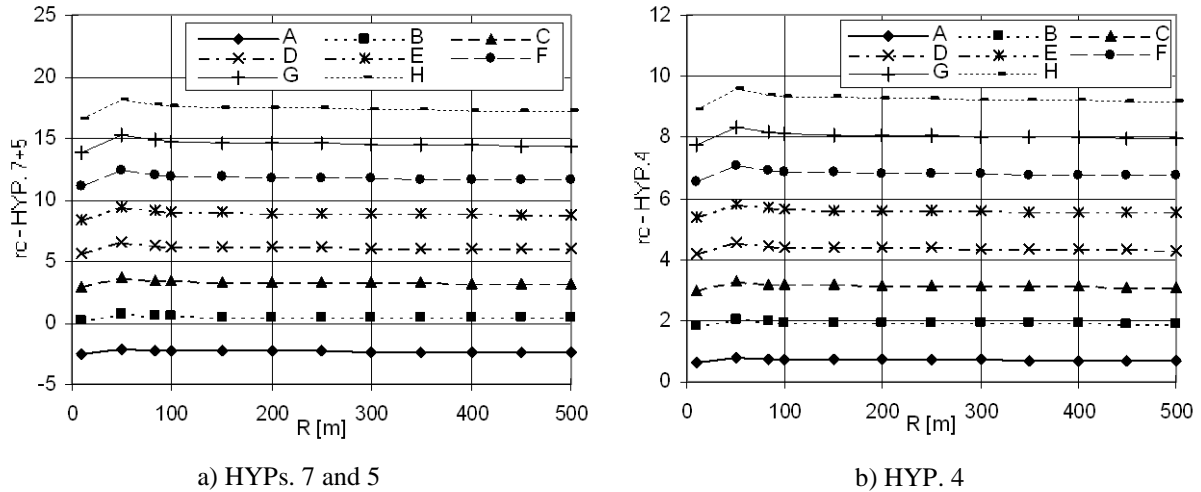 25
20
15
10
5
0
-5
rc - HYP. 7+5
A B C
D E F
G H
0 100 200 300 400 500
R [m]
a) HYPs. 7 and 5
12
10
8
6
4
2
0
rc - HYP.4
A B C
D E F
G H
0 100 200 300 400 500
R [m]
b) HYP. 4